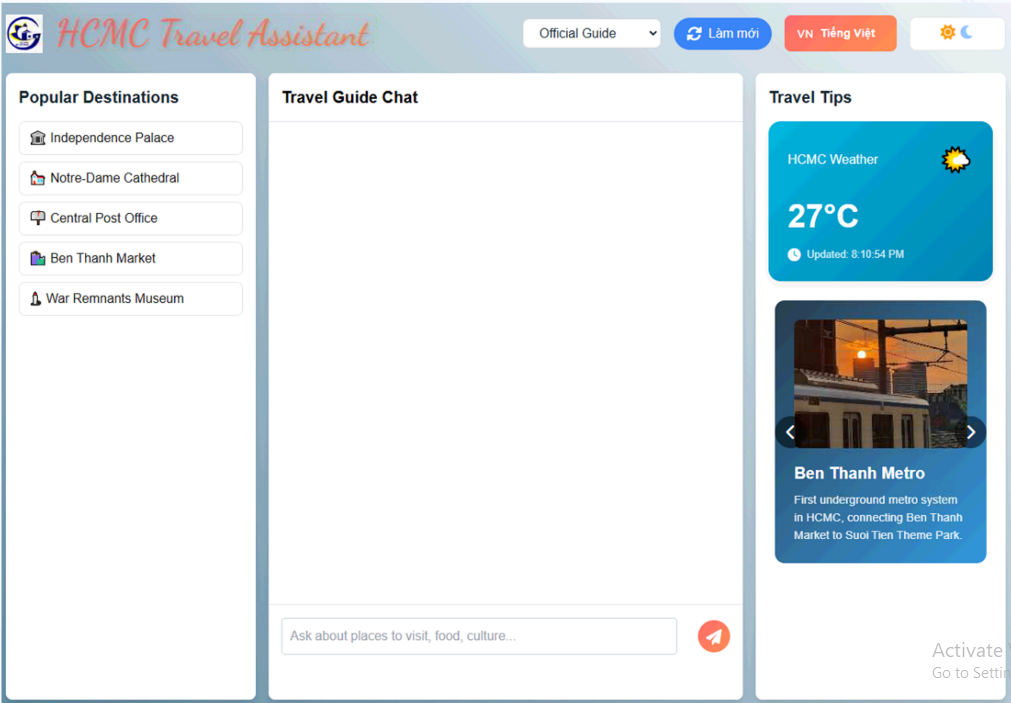 HCMC Travel Assistant
Official Guide
Làm mới
VN Tiếng Việt
Popular Destinations
Independence Palace
Notre-Dame Cathedral
Central Post Office
Ben Thanh Market
War Remnants Museum
Travel Guide Chat
Ask about places to visit, food, culture...
Travel Tips
HCMC Weather
27°C
Updated: 8:10:54 PM
Ben Thanh Metro
First underground metro system
in HCMC, connecting Ben Thanh
Market to Suoi Tien Theme Park.
Activate
Go to